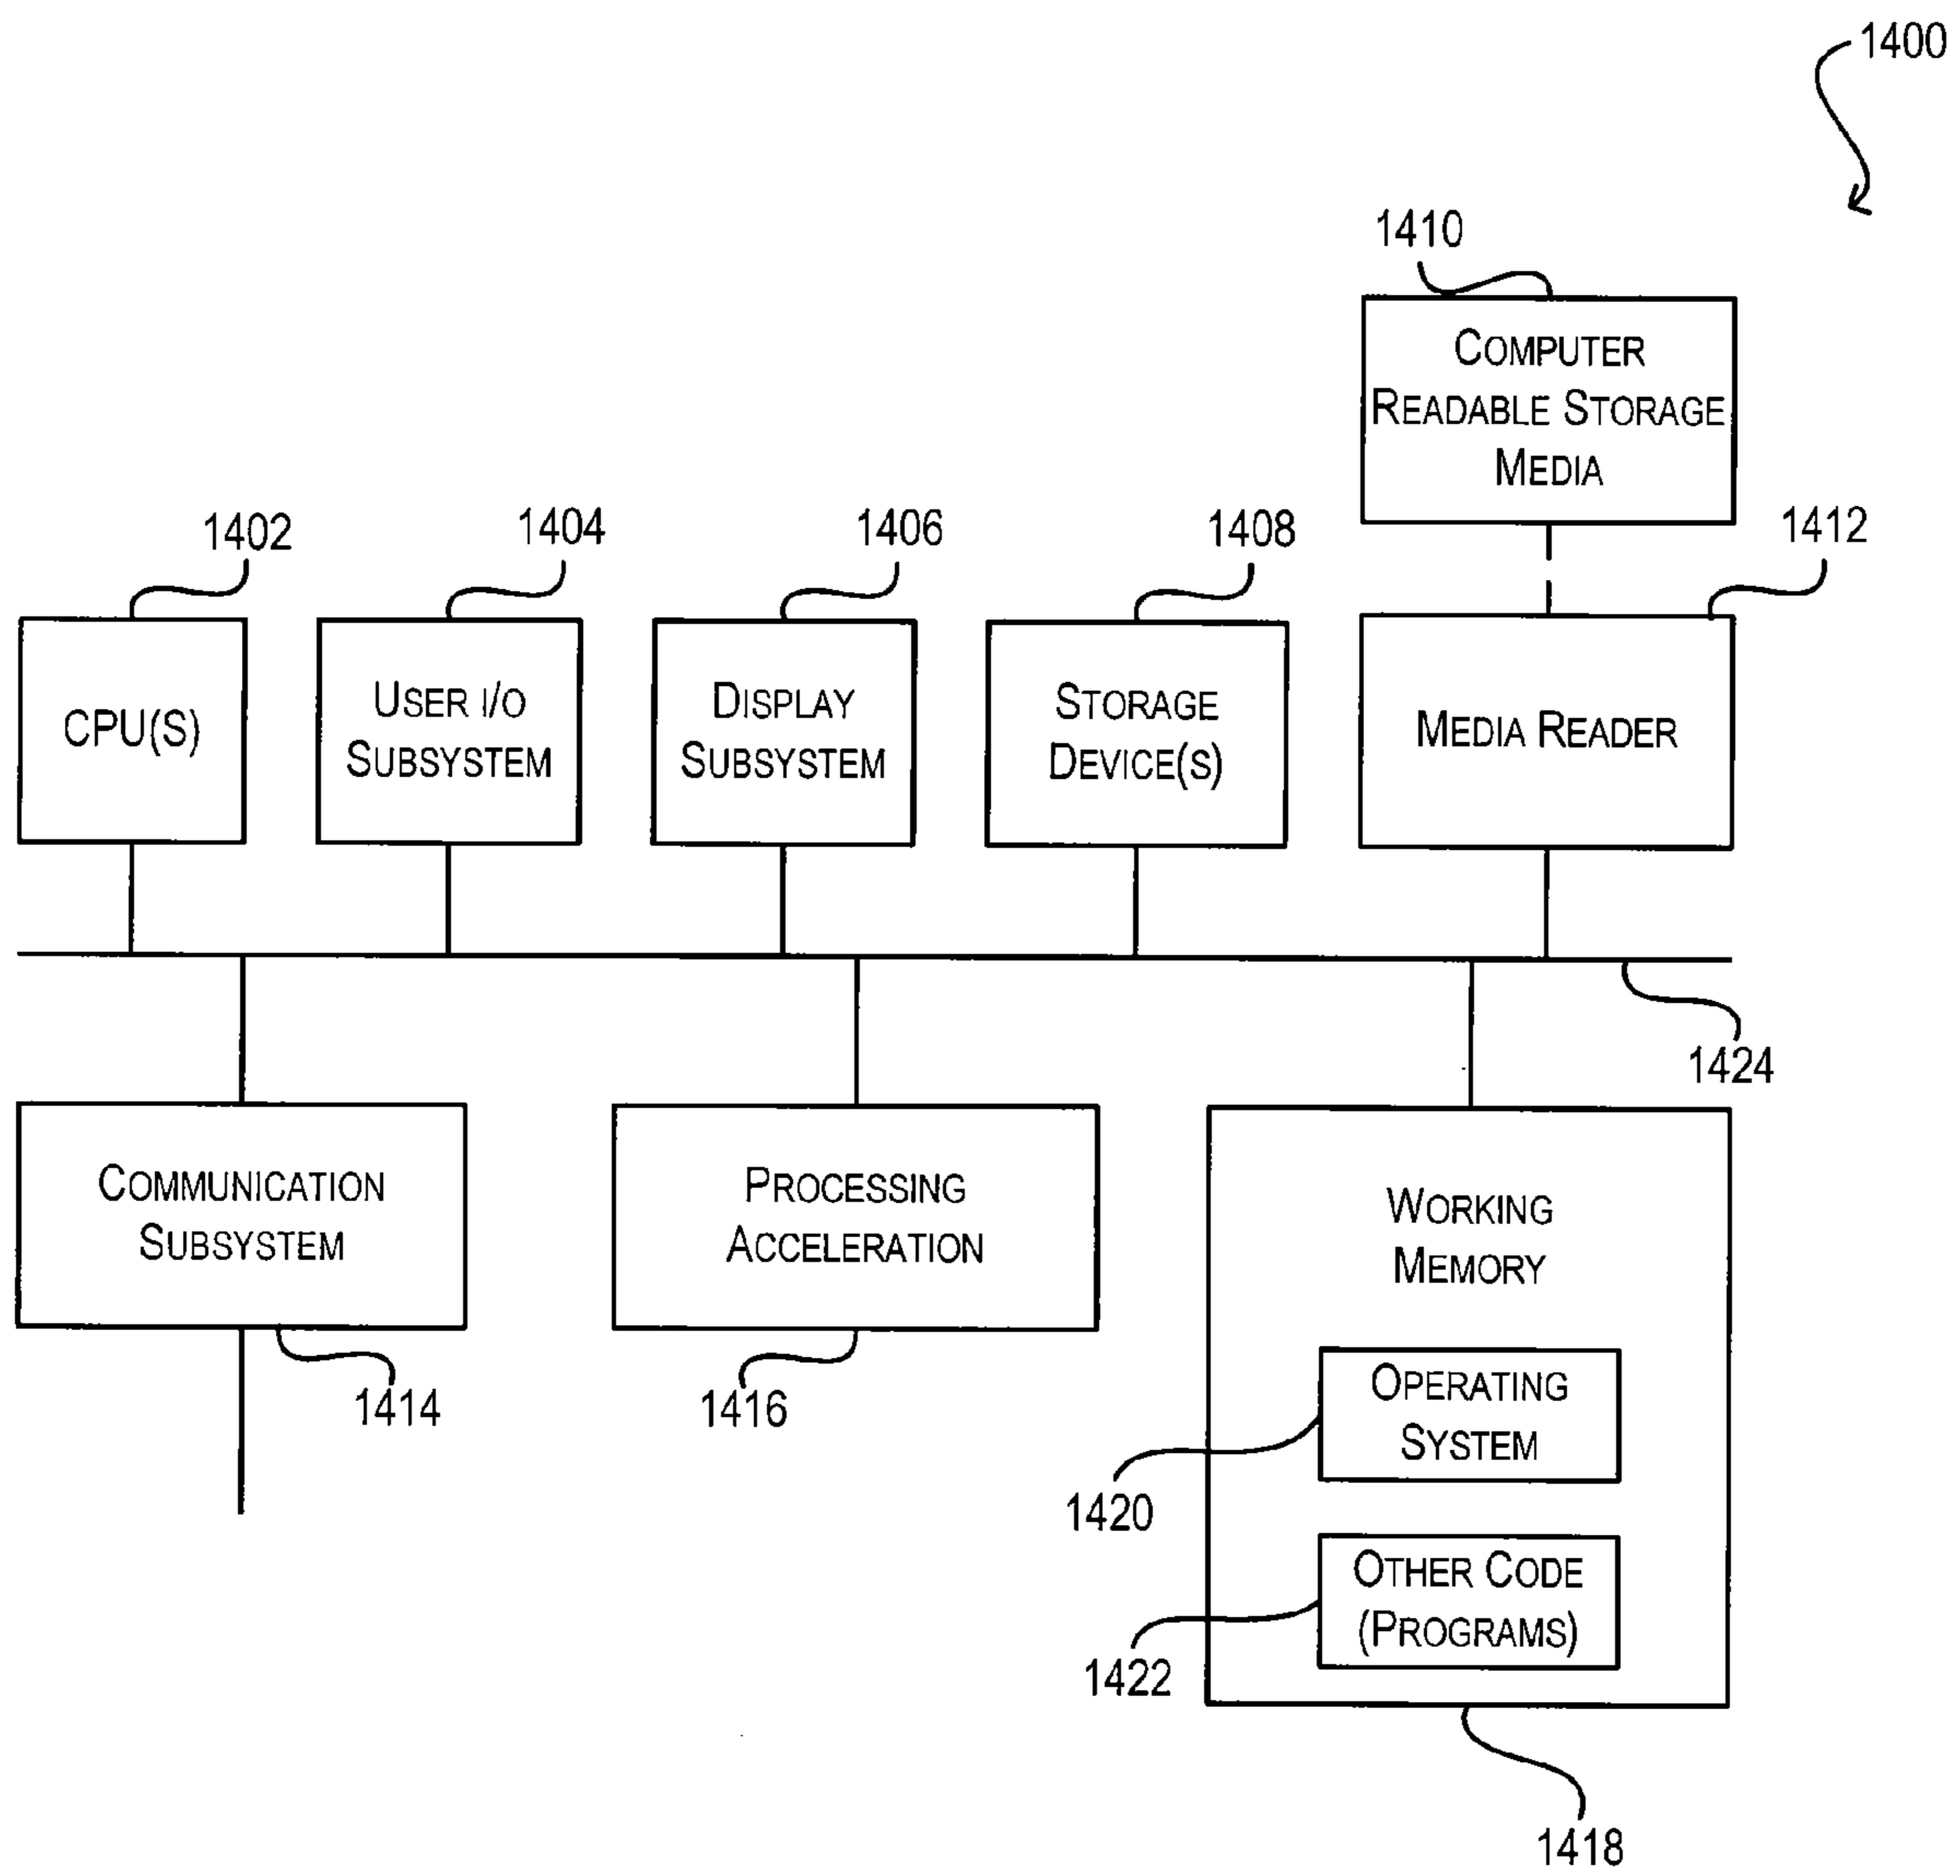 1400
1410
COMPUTER
READABLE STORAGE
MEDIA
1402
1404
1406
1408
1412
CPU(S)
USER I/O
SUBSYSTEM
DISPLAY
SUBSYSTEM
STORAGE
DEVICE(S)
MEDIA READER
1424
COMMUNICATION
SUBSYSTEM
PROCESSING
ACCELERATION
WORKING
MEMORY
1414
1416
OPERATING
SYSTEM
1420
OTHER CODE
(PROGRAMS)
1422
1418